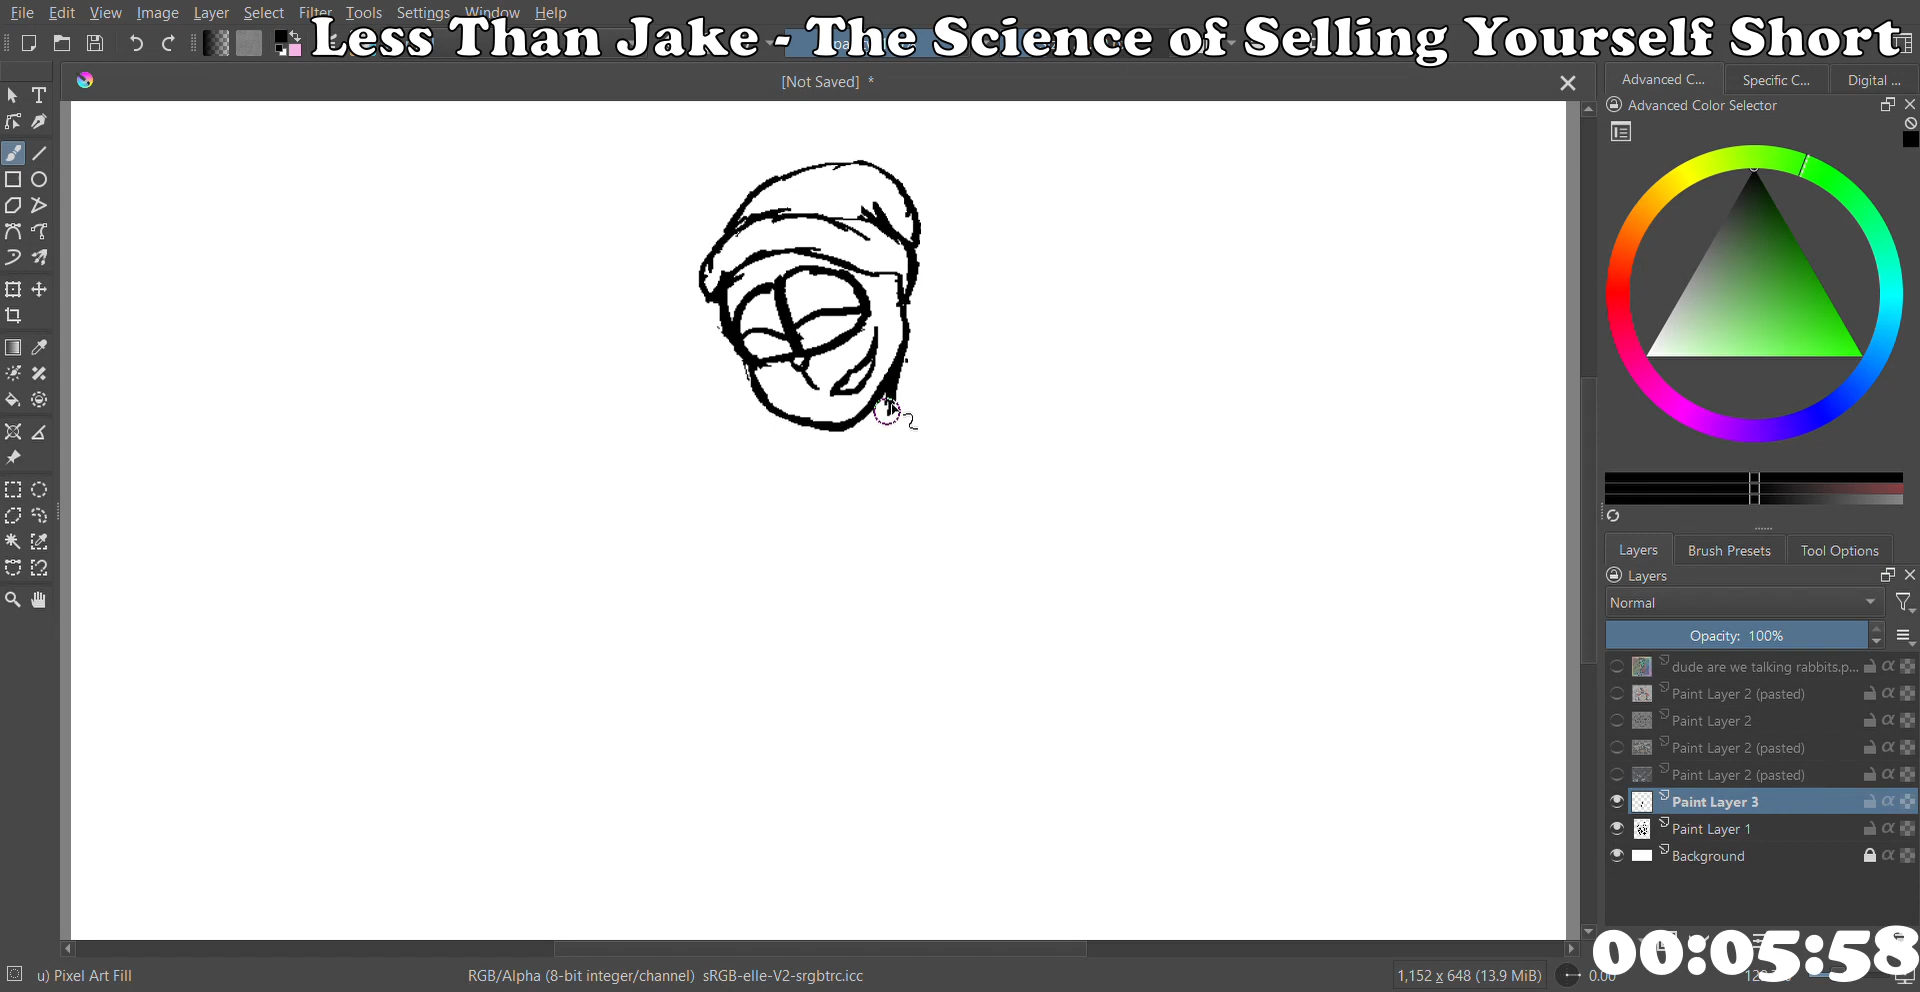 File Edit View Image Layer Select Filter Tools Settings Window Help
Less Than Jake - The Science of Selling Yourself Short
[Not Saved] *
Advanced C... Specific C... Digital ...
Advanced Color Selector
Layers Brush Presets Tool Options
Layers
Normal
Opacity: 100%
dude are we talking rabbits.p...
Paint Layer 2 (pasted)
Paint Layer 2
Paint Layer 2 (pasted)
Paint Layer 2 (pasted)
Paint Layer 3
Paint Layer 1
Background
00:05:58
u) Pixel Art Fill
RGB/Alpha (8-bit integer/channel) sRGB-elle-V2-srgbtrc.icc
1,152 x 648 (13.9 MiB)